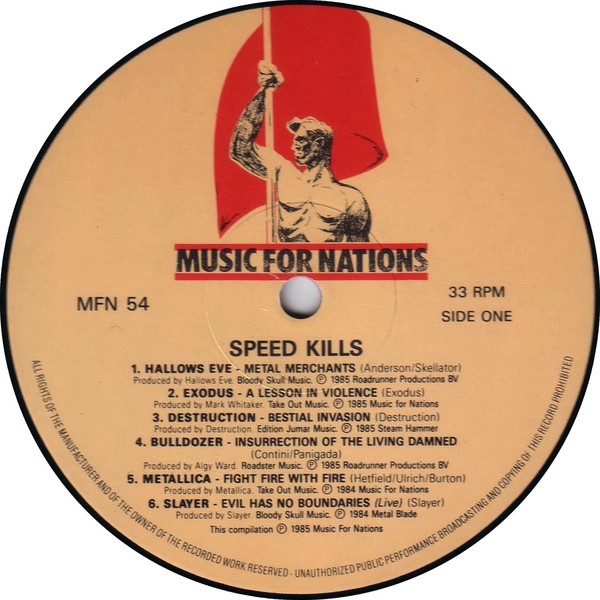 MUSIC FOR NATIONS
MFN 54
33 RPM
SIDE ONE
SPEED KILLS
1. HALLOWS EVE - METAL MERCHANTS (Anderson/Skellator)
Produced by Hallows Eve. Bloody Skull Music. Ⓟ 1985 Roadrunner Productions BV
2. EXODUS - A LESSON IN VIOLENCE (Exodus)
Produced by Mark Whitaker. Take Out Music. Ⓟ 1985 Music for Nations
3. DESTRUCTION - BESTIAL INVASION (Destruction)
Produced by Destruction. Edition Jumar Music. Ⓟ 1985 Steam Hammer
4. BULLDOZER - INSURRECTION OF THE LIVING DAMNED
(Contini/Panigada)
Produced by Algy Ward. Roadster Music. Ⓟ 1985 Roadrunner Productions BV
5. METALLICA - FIGHT FIRE WITH FIRE (Hetfield/Ulrich/Burton)
Produced by Metallica. Take Out Music. Ⓟ 1984 Music For Nations
6. SLAYER - EVIL HAS NO BOUNDARIES (Live) (Slayer)
Produced by Slayer. Bloody Skull Music. Ⓟ 1984 Metal Blade
This compilation Ⓟ 1985 Music For Nations
ALL RIGHTS OF THE MANUFACTURER AND OF THE OWNER OF THE RECORDED WORK RESERVED - UNAUTHORIZED PUBLIC PERFORMANCE BROADCASTING AND COPYING OF THIS RECORD PROHIBITED